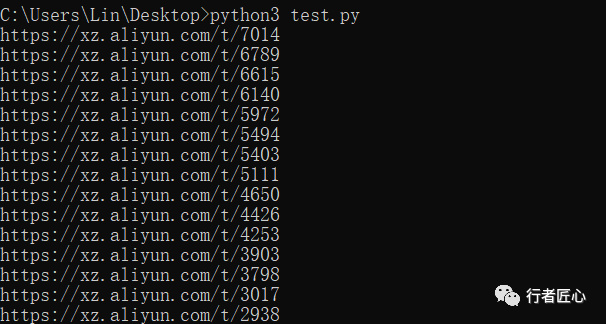 C:\Users\Lin\Desktop>python3 test.py
https://xz.aliyun.com/t/7014
https://xz.aliyun.com/t/6789
https://xz.aliyun.com/t/6615
https://xz.aliyun.com/t/6140
https://xz.aliyun.com/t/5972
https://xz.aliyun.com/t/5494
https://xz.aliyun.com/t/5403
https://xz.aliyun.com/t/5111
https://xz.aliyun.com/t/4650
https://xz.aliyun.com/t/4426
https://xz.aliyun.com/t/4253
https://xz.aliyun.com/t/3903
https://xz.aliyun.com/t/3798
https://xz.aliyun.com/t/3017
https://xz.aliyun.com/t/2938
行者匠心